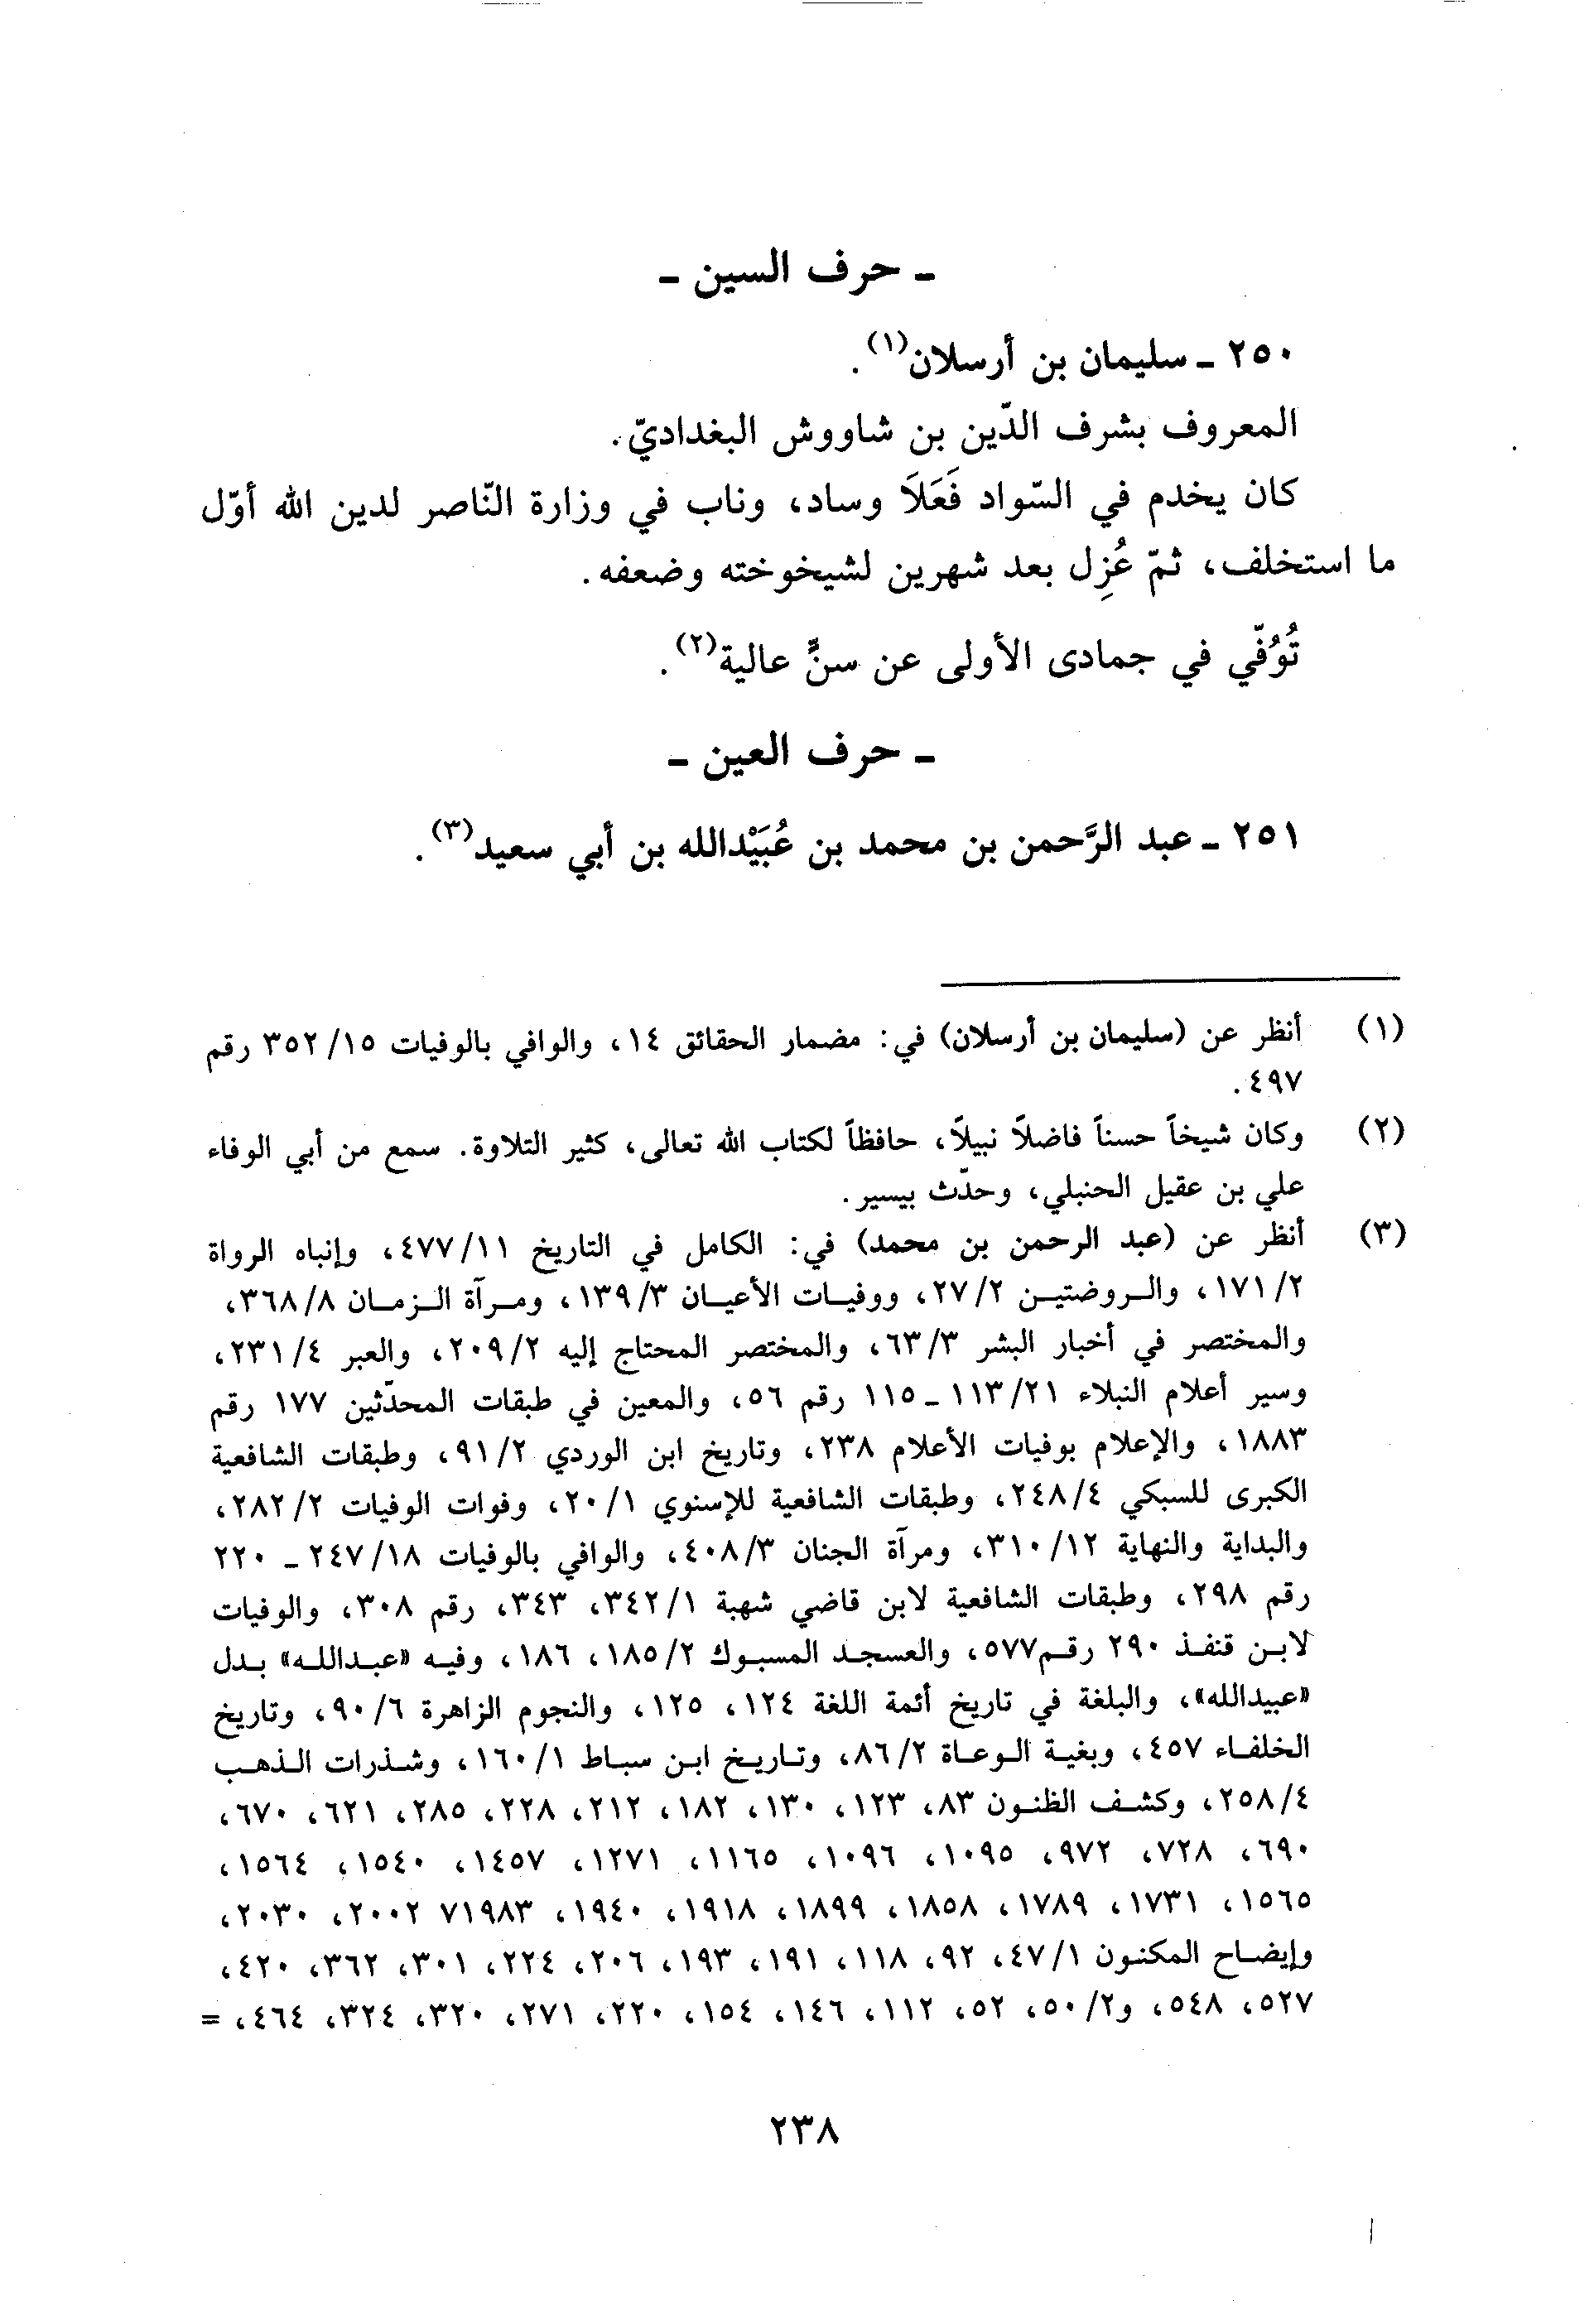 - حرف السين -
٢٥٠ - سليمان بن أرسلان(١).
المعروف بشرف الدّين بن شاووش البغداديّ.
كان يخدم في السّواد فَعَلاَ وساد، وناب في وزارة النّاصر لدين الله أوّل
ما استخلف، ثمّ عُزِل بعد شهرين لشيخوخته وضعفه.
تُوُفّي في جمادى الأولى عن سنٍّ عالية(٢).
- حرف العين -
٢٥١ - عبد الرَّحمن بن محمد بن عُبَيْدالله بن أبي سعيد(٣).
(١) أنظر عن (سليمان بن أرسلان) في: مضمار الحقائق ١٤، والوافي بالوفيات ٣٥٢/١٥ رقم
٤٩٧.
(٢) وكان شيخاً حسناً فاضلاً نبيلاً، حافظاً لكتاب الله تعالى، كثير التلاوة. سمع من أبي الوفاء
علي بن عقيل الحنبلي، وحدّث بيسير.
(٣) أنظر عن (عبد الرحمن بن محمد) في: الكامل في التاريخ ٤٧٧/١١، وإنباه الرواة
١٧١/٢، والروضتين ٢٧/٢، ووفيات الأعيان ١٣٩/٣، ومرآة الزمان ٣٦٨/٨،
والمختصر في أخبار البشر ٦٣/٣، والمختصر المحتاج إليه ٢٠٩/٢، والعبر ٢٣١/٤،
وسير أعلام النبلاء ١١٣/٢١ - ١١٥ رقم ٥٦، والمعين في طبقات المحدّثين ١٧٧ رقم
١٨٨٣، والإعلام بوفيات الأعلام ٢٣٨، وتاريخ ابن الوردي ٩١/٢، وطبقات الشافعية
الكبرى للسبكي ٢٤٨/٤، وطبقات الشافعية للإسنوي ٢٠/١، وفوات الوفيات ٢٨٢/٢،
والبداية والنهاية ٣١٠/١٢، ومرآة الجنان ٤٠٨/٣، والوافي بالوفيات ٢٤٧/١٨ - ٢٢٠
رقم ٢٩٨، وطبقات الشافعية لابن قاضي شهبة ٣٤٢/١، ٣٤٣، رقم ٣٠٨، والوفيات
لابن قنفذ ٢٩٠ رقم٥٧٧، والعسجد المسبوك ١٨٥/٢، ١٨٦، وفيه «عبدالله» بدل
«عبيدالله»، والبلغة في تاريخ أئمة اللغة ١٢٤، ١٢٥، والنجوم الزاهرة ٩٠/٦، وتاريخ
الخلفاء ٤٥٧، وبغية الوعاة ٨٦/٢، وتاريخ ابن سباط ١٦٠/١، وشذرات الذهب
٢٥٨/٤، وكشف الظنون ٨٣، ١٢٣، ١٣٠، ١٨٢، ٢١٢، ٢٢٨، ٢٨٥، ٦٢١، ٦٧٠،
٦٩٠، ٧٢٨، ٩٧٢، ١٠٩٥، ١٠٩٦، ١١٦٥، ١٢٧١، ١٤٥٧، ١٥٤٠، ١٥٦٤،
١٥٦٥، ١٧٣١، ١٧٨٩، ١٨٥٨، ١٨٩٩، ١٩١٨، ١٩٤٠، ٧١٩٨٣ ٢٠٠٢، ٢٠٣٠،
وإيضاح المكنون ٤٧/١، ٩٢، ١١٨، ١٩١، ١٩٣، ٢٠٦، ٢٢٤، ٣٠١، ٣٦٢، ٤٢٠،
٥٢٧، ٥٤٨، و٥٠/٢، ٥٢، ١١٢، ١٤٦، ١٥٤، ٢٢٠، ٢٧١، ٣٢٠، ٣٢٤، ٤٦٤، =
٢٣٨